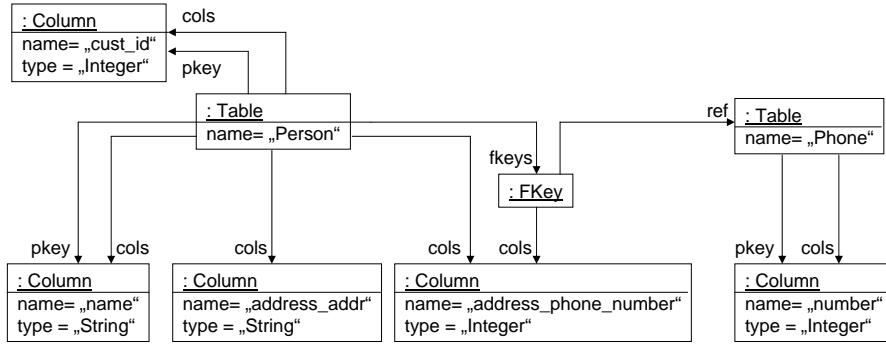 : Column
name= „cust_id“
type = „Integer“
cols
pkey
: Table
name= „Person“
ref
: Table
name= „Phone“
fkeys
: FKey
pkey
cols
cols
cols
cols
pkey
cols
: Column
name= „name“
type = „String“
: Column
name= „address_addr“
type = „String“
: Column
name= „address_phone_number“
type = „Integer“
: Column
name= „number“
type = „Integer“